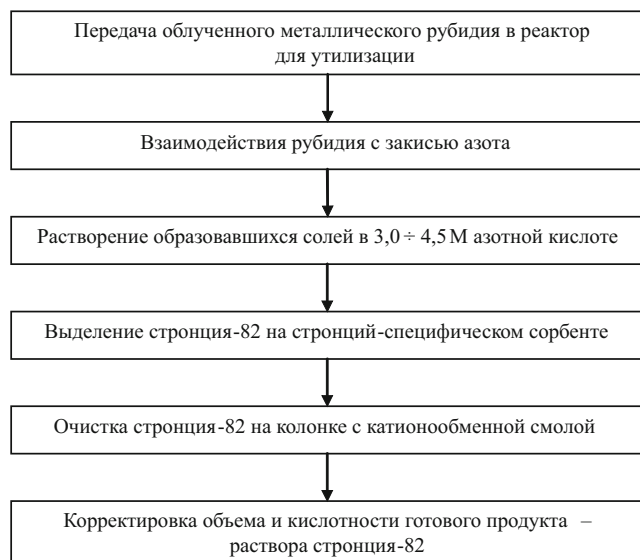 Передача облученного металлического рубидия в реактор
для утилизации
Взаимодействия рубидия с закисью азота
Растворение образовавшихся солей в 3,0 ÷ 4,5 М азотной кислоте
Выделение стронция-82 на стронций-специфическом сорбенте
Очистка стронция-82 на колонке с катионообменной смолой
Корректировка объема и кислотности готового продукта –
раствора стронция-82